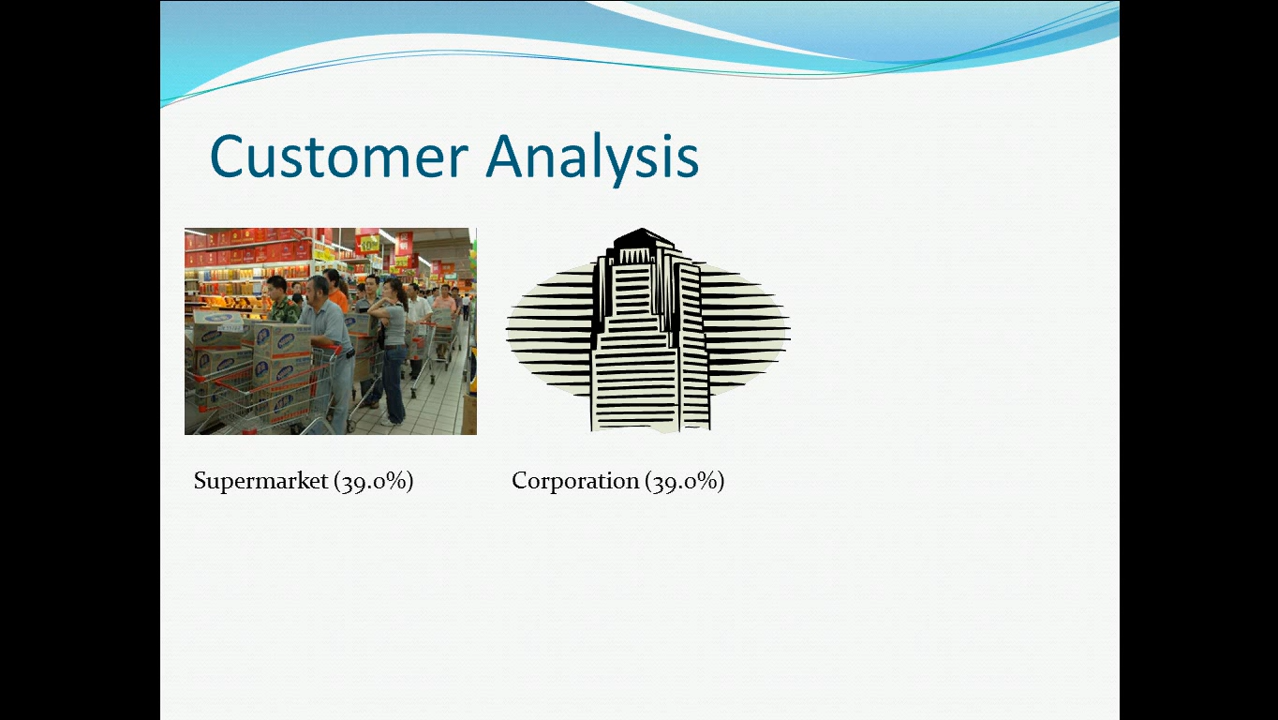 Customer Analysis
Supermarket (39.0%)
Corporation (39.0%)